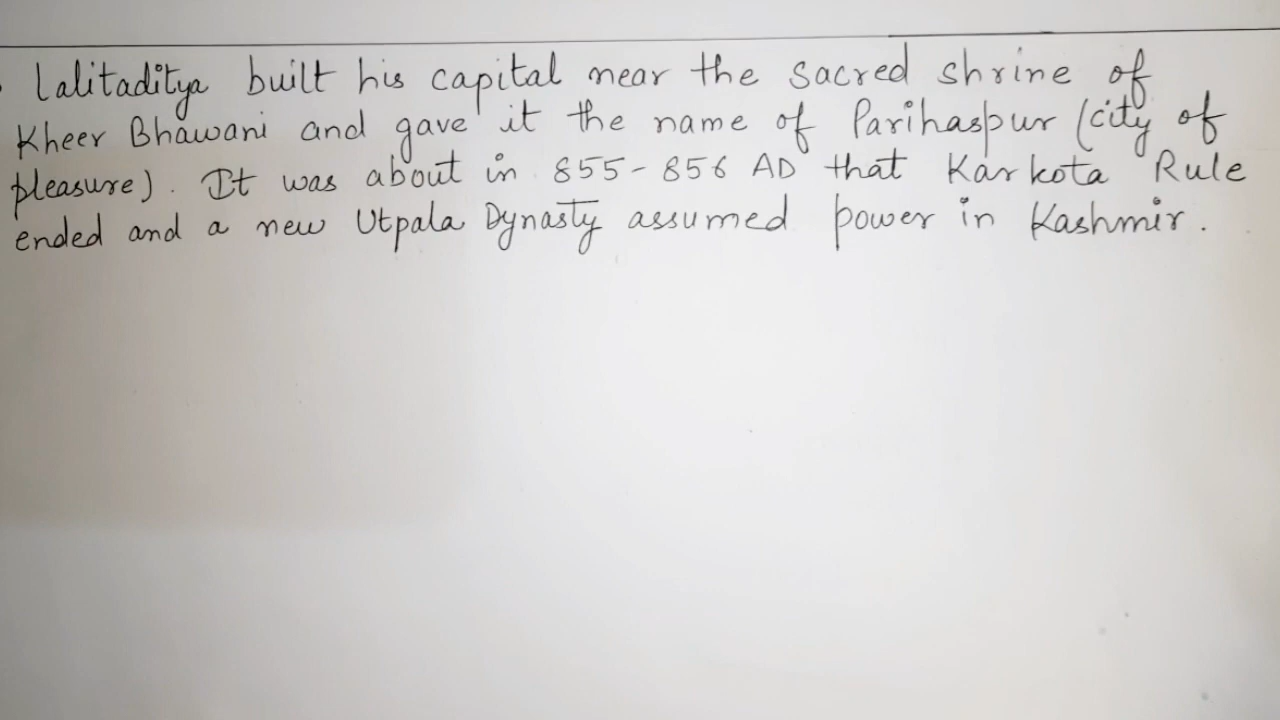 Lalitaditya built his capital near the sacred shrine of
Kheer Bhawani and gave it the name of Parihaspur (city of
pleasure). It was about in 855-856 AD that Karkota Rule
ended and a new Utpala Dynasty assumed power in Kashmir.